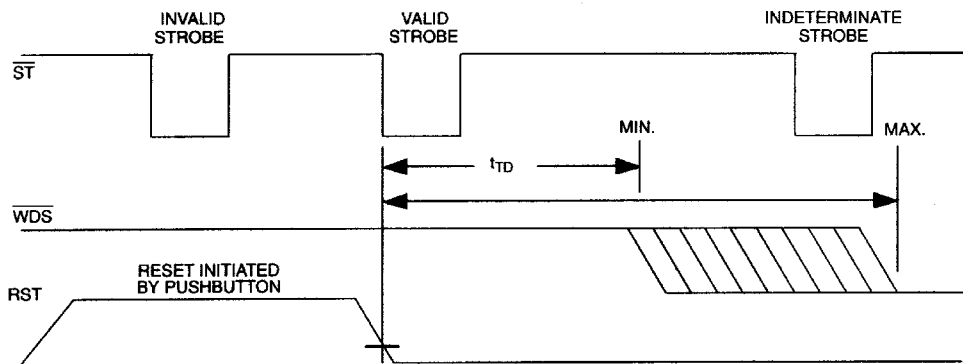 INVALID
STROBE
VALID
STROBE
INDETERMINATE
STROBE
ST
MIN.
MAX.
tTD
WDS
RESET INITIATED
BY PUSHBUTTON
RST